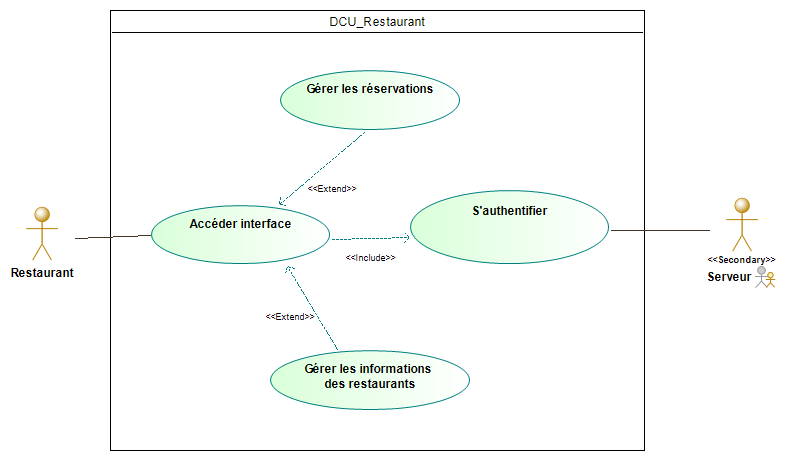 DCU_Restaurant
Gérer les réservations
<<Extend>>
Accéder interface
S'authentifier
<<Include>>
Restaurant
<<Secondary>>
Serveur
<<Extend>>
Gérer les informations
des restaurants